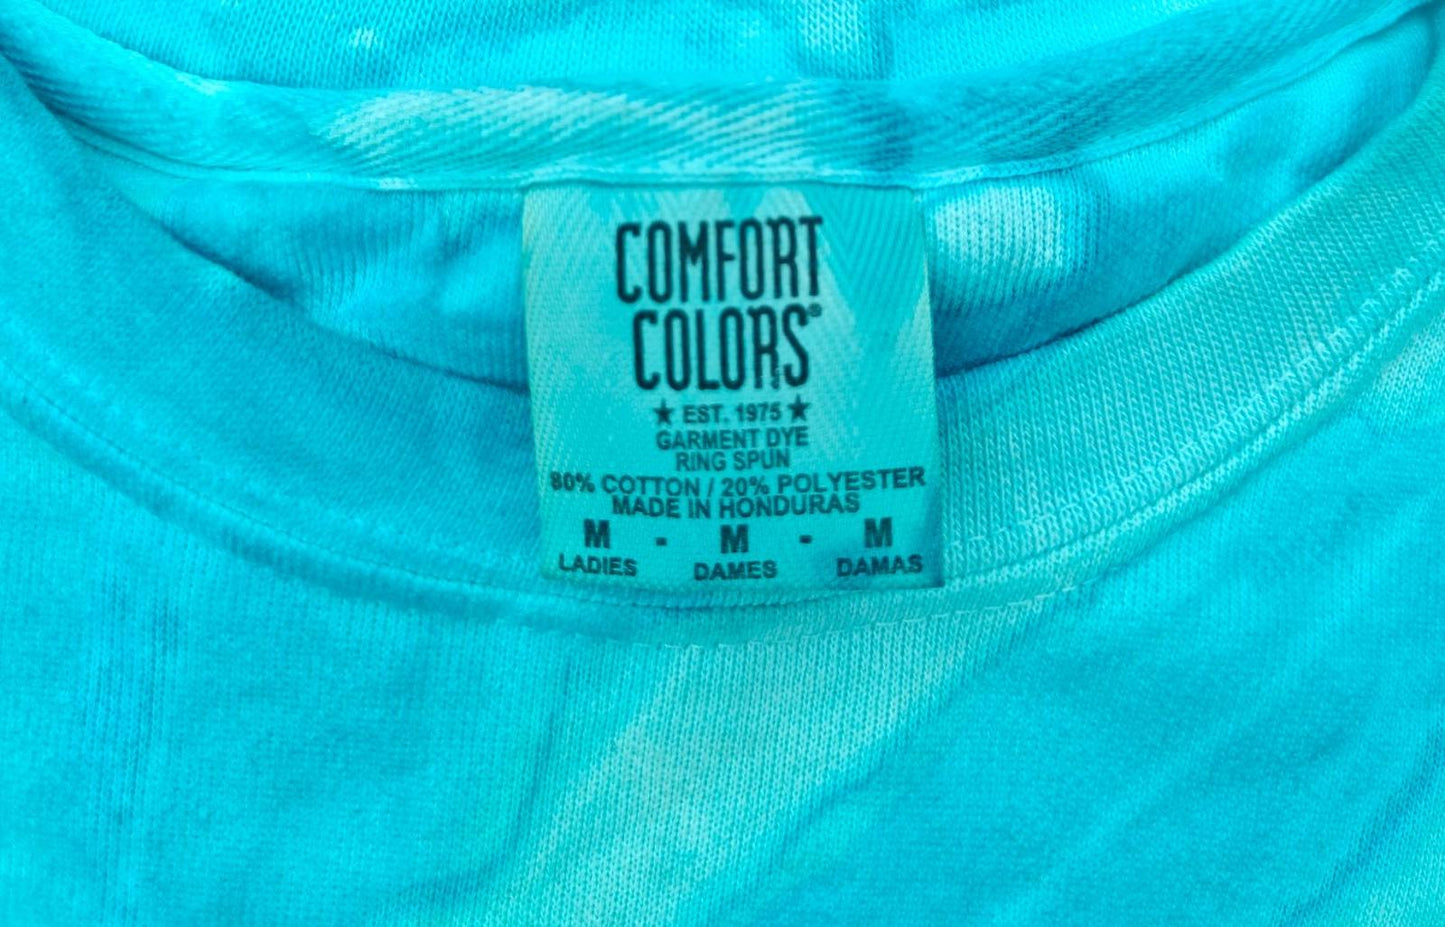 COMFORT
COLORS®
★ EST. 1975 ★
GARMENT DYE
RING SPUN
80% COTTON / 20% POLYESTER
MADE IN HONDURAS
M - M - M
LADIES DAMES DAMAS